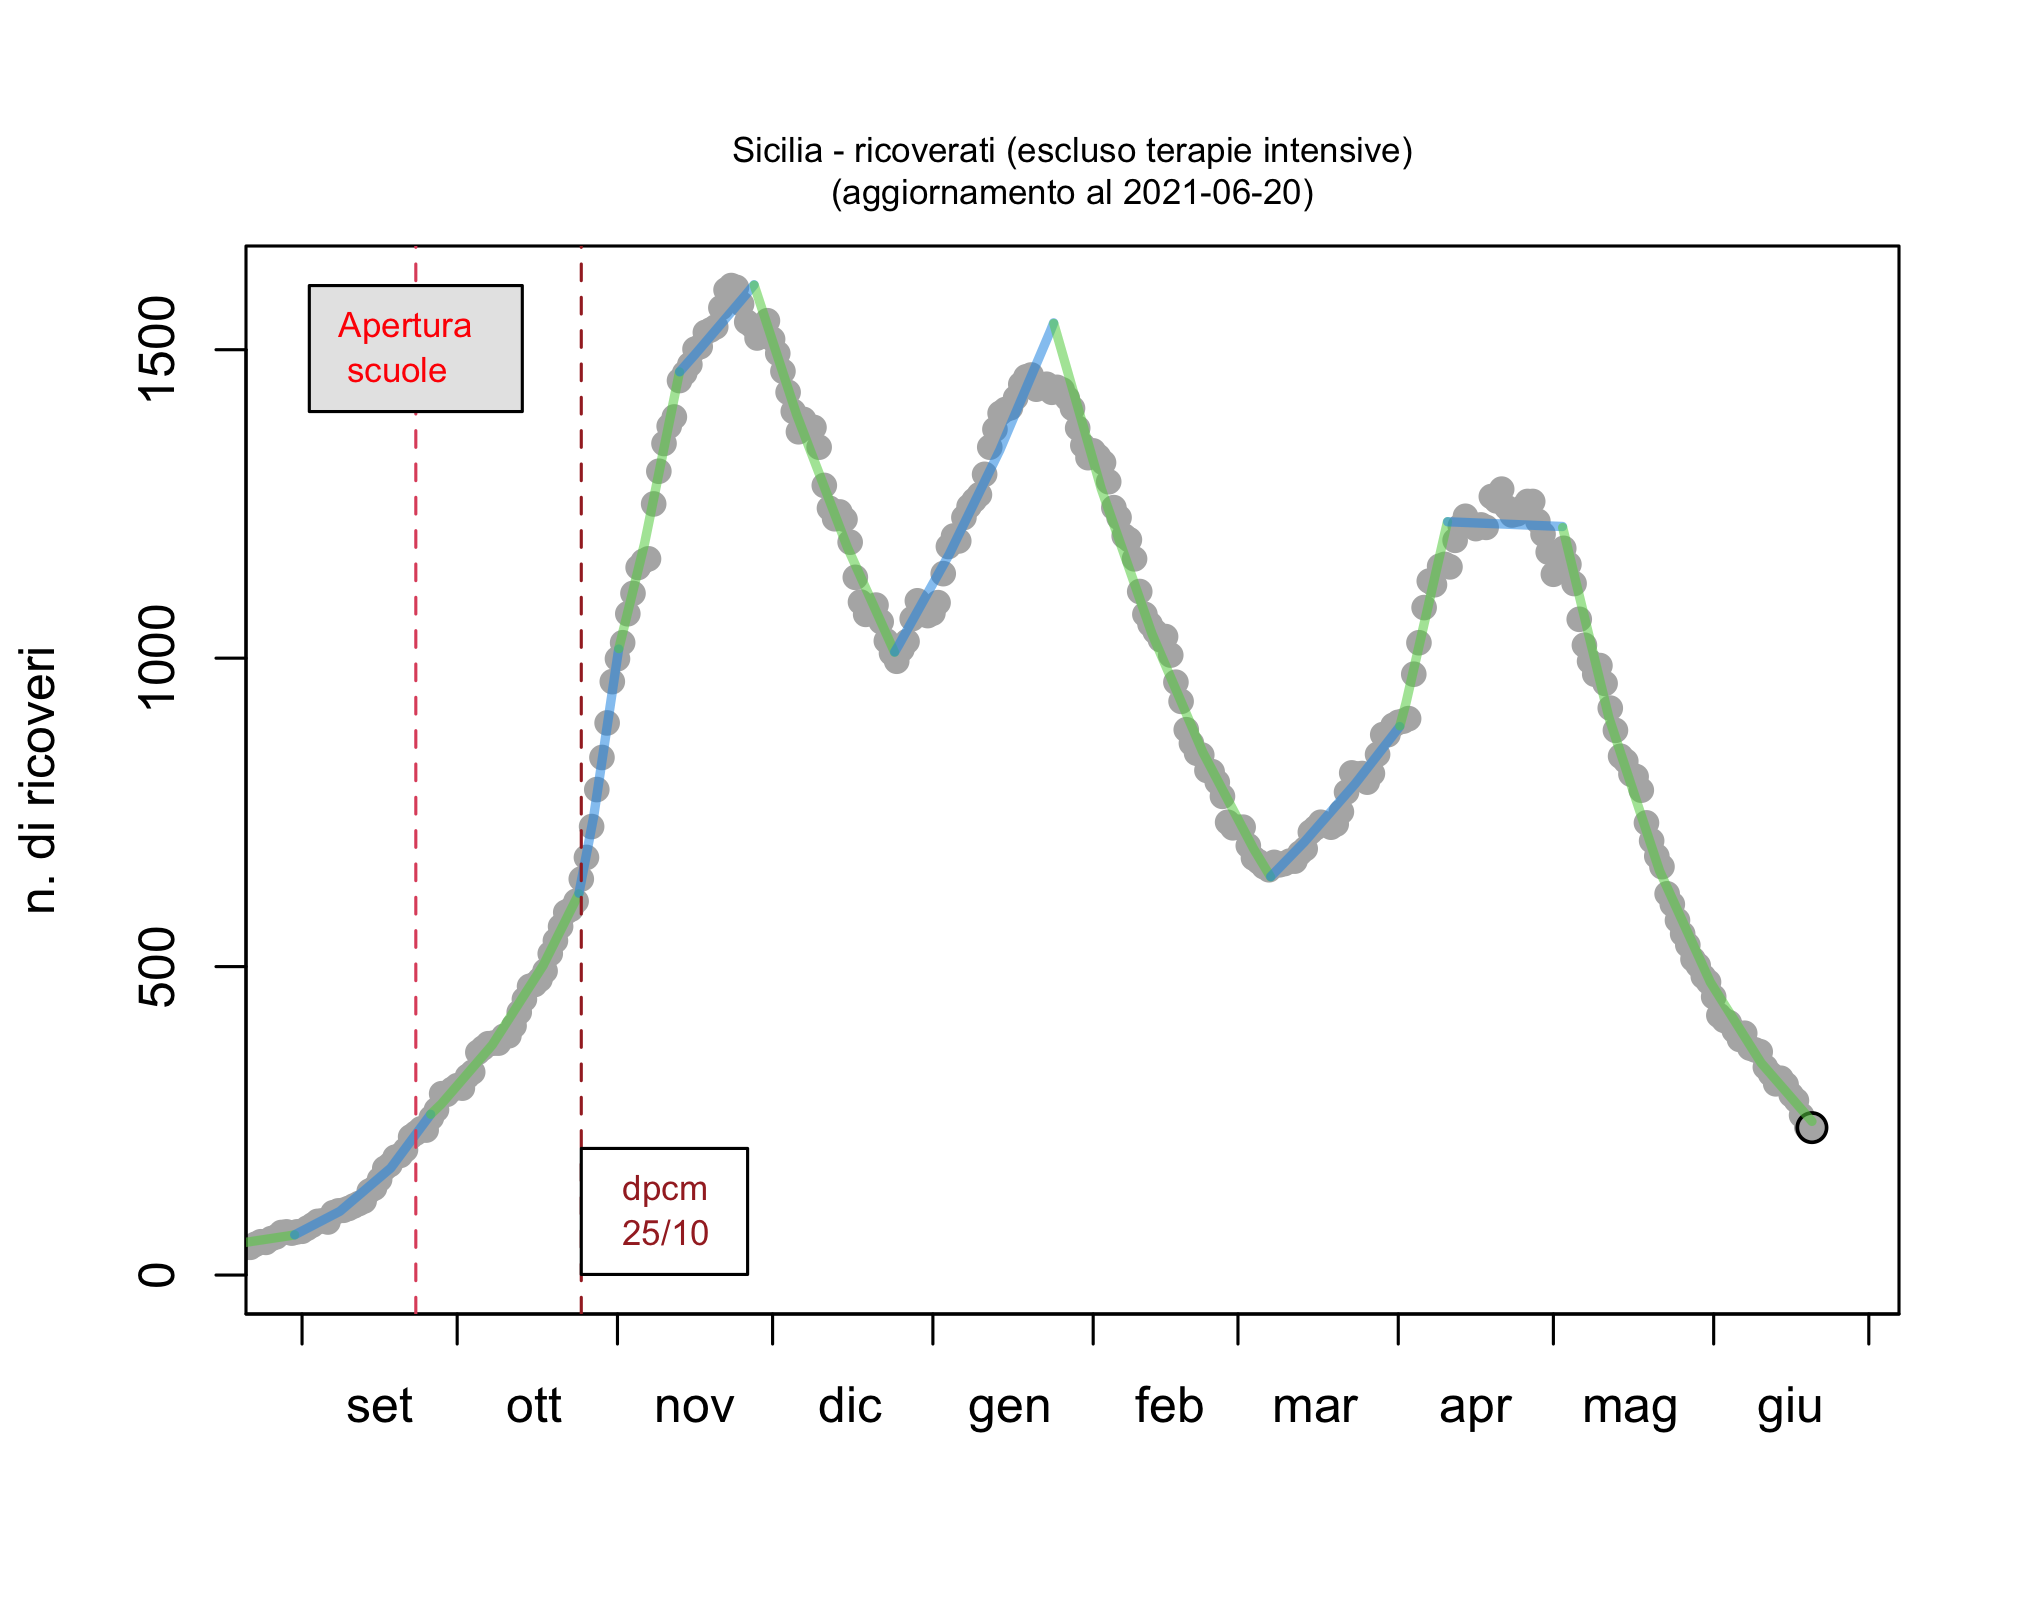 Sicilia - ricoverati (escluso terapie intensive)
(aggiornamento al 2021-06-20)
n. di ricoveri
1500
1000
500
0
Apertura
scuole
dpcm
25/10
set ott nov dic gen feb mar apr mag giu